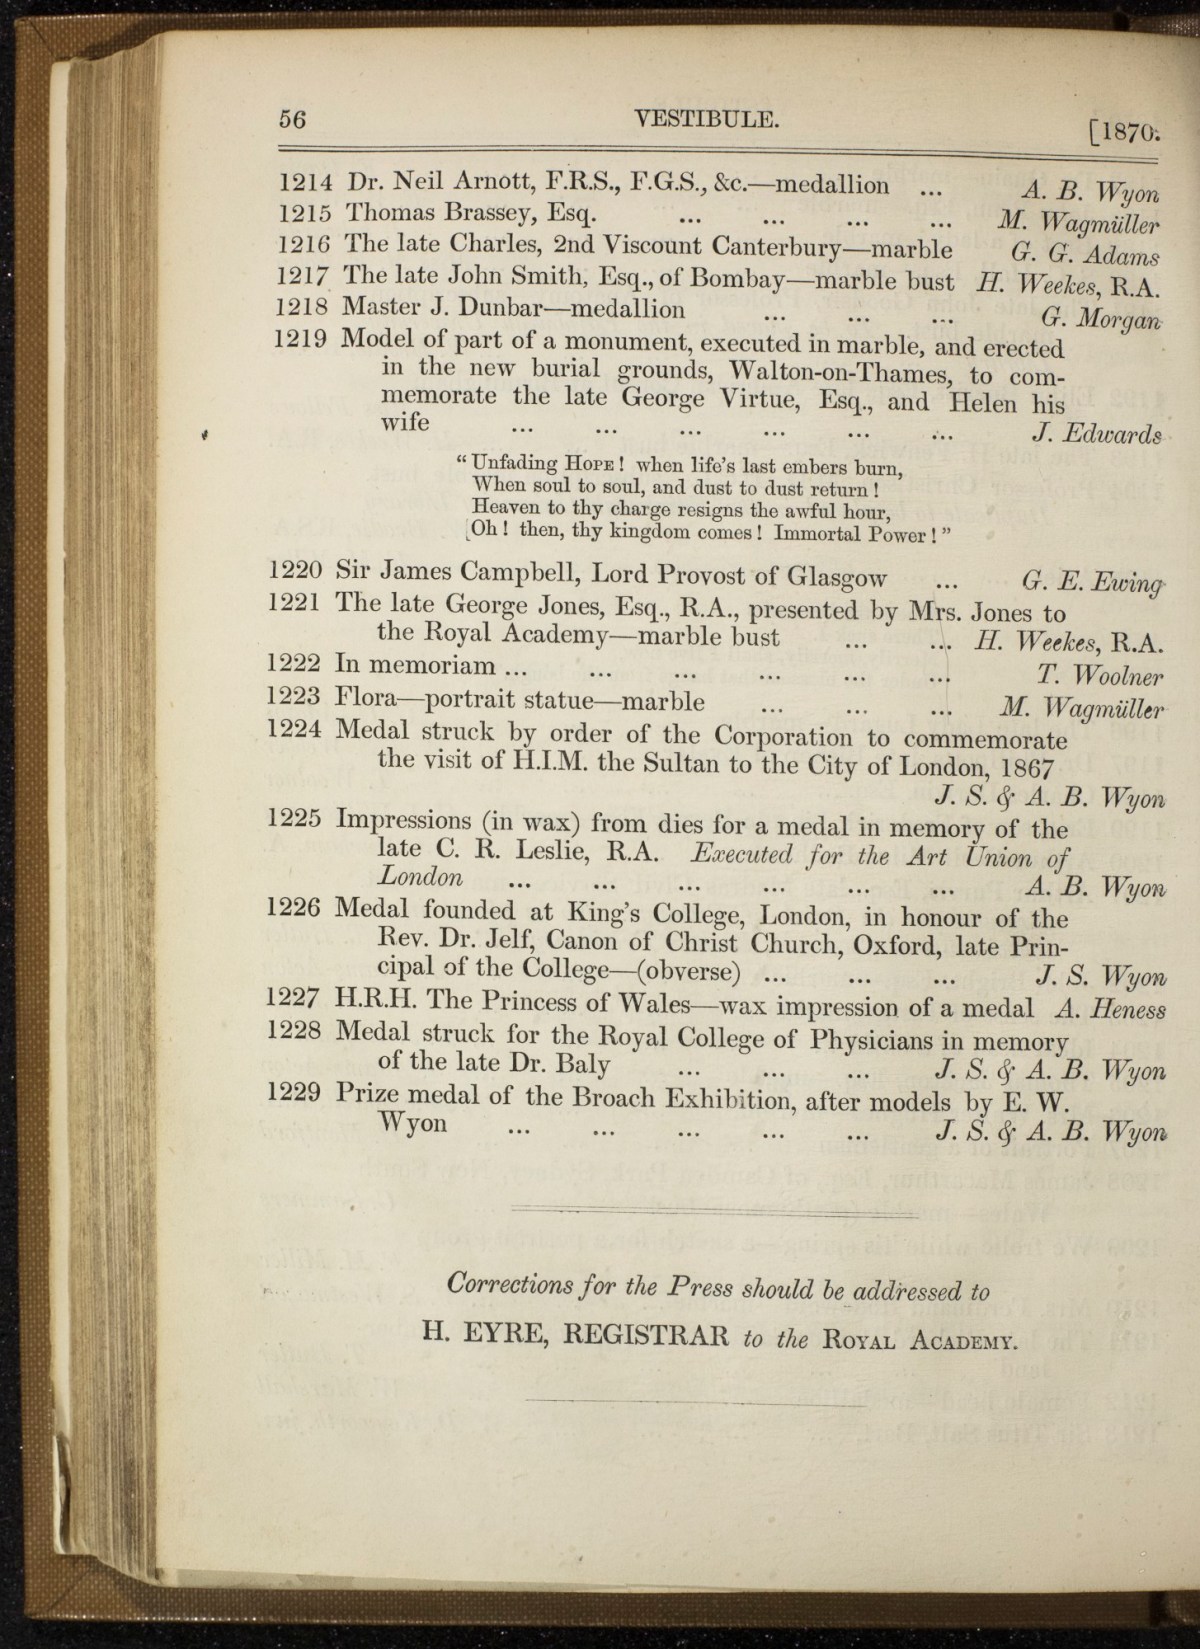 56 VESTIBULE. [1870.
1214 Dr. Neil Arnott, F.R.S., F.G.S., &c.—medallion ... A. B. Wyon
1215 Thomas Brassey, Esq. ... ... ... ... M. Wagmüller
1216 The late Charles, 2nd Viscount Canterbury—marble G. G. Adams
1217 The late John Smith, Esq., of Bombay—marble bust H. Weekes, R.A.
1218 Master J. Dunbar—medallion ... ... ... G. Morgan
1219 Model of part of a monument, executed in marble, and erected
in the new burial grounds, Walton-on-Thames, to com-
memorate the late George Virtue, Esq., and Helen his
wife ... ... ... ... ... ... J. Edwards
“Unfading HOPE! when life's last embers burn,
When soul to soul, and dust to dust return!
Heaven to thy charge resigns the awful hour,
Oh! then, thy kingdom comes! Immortal Power!”
1220 Sir James Campbell, Lord Provost of Glasgow ... G. E. Ewing
1221 The late George Jones, Esq., R.A., presented by Mrs. Jones to
the Royal Academy—marble bust ... ... H. Weekes, R.A.
1222 In memoriam ... ... ... ... ... ... T. Woolner
1223 Flora—portrait statue—marble ... ... ... M. Wagmüller
1224 Medal struck by order of the Corporation to commemorate
the visit of H.I.M. the Sultan to the City of London, 1867
J. S. & A. B. Wyon
1225 Impressions (in wax) from dies for a medal in memory of the
late C. R. Leslie, R.A. Executed for the Art Union of
London ... ... ... ... ... ... A. B. Wyon
1226 Medal founded at King's College, London, in honour of the
Rev. Dr. Jelf, Canon of Christ Church, Oxford, late Prin-
cipal of the College—(obverse) ... ... ... J. S. Wyon
1227 H.R.H. The Princess of Wales—wax impression of a medal A. Heness
1228 Medal struck for the Royal College of Physicians in memory
of the late Dr. Baly ... ... ... J. S. & A. B. Wyon
1229 Prize medal of the Broach Exhibition, after models by E. W.
Wyon ... ... ... ... ... J. S. & A. B. Wyon
Corrections for the Press should be addressed to
H. EYRE, REGISTRAR to the ROYAL ACADEMY.